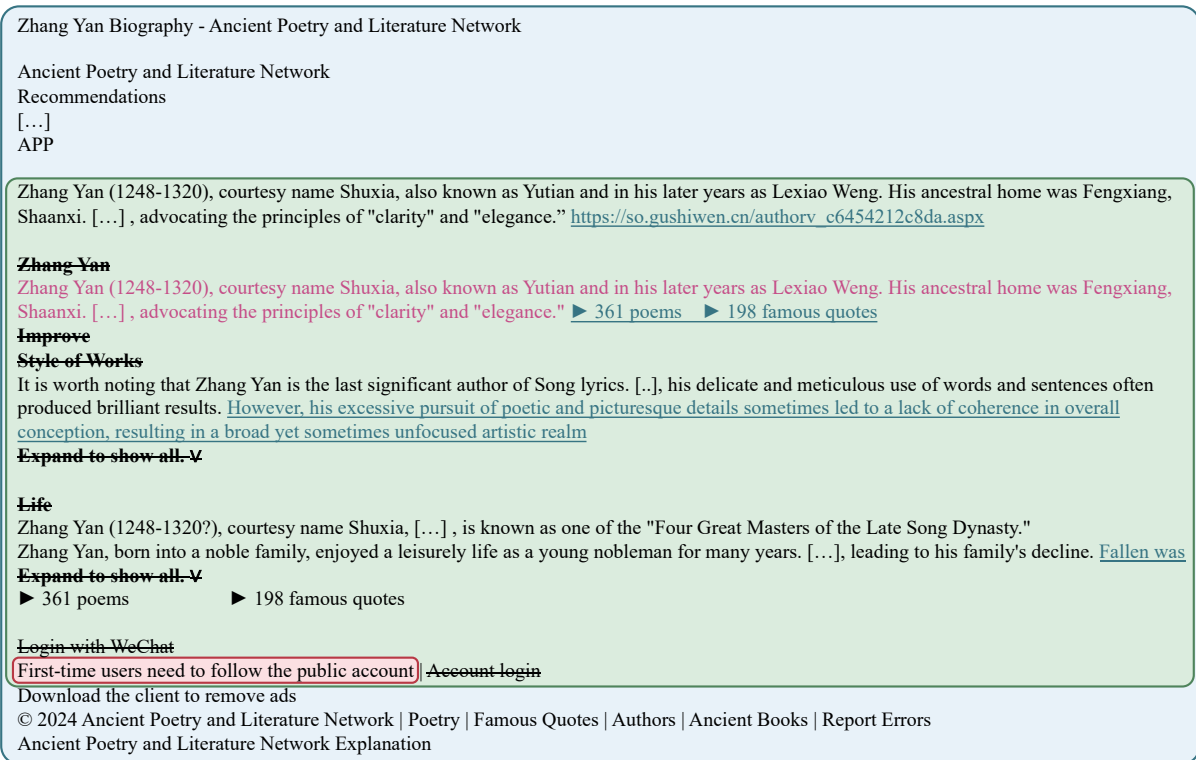 Zhang Yan Biography - Ancient Poetry and Literature Network
Ancient Poetry and Literature Network
Recommendations
[…]
APP
Zhang Yan (1248-1320), courtesy name Shuxia, also known as Yutian and in his later years as Lexiao Weng. His ancestral home was Fengxiang,
Shaanxi. […] , advocating the principles of "clarity" and "elegance.” https://so.gushiwen.cn/authorv_c6454212c8da.aspx
Zhang Yan
Zhang Yan (1248-1320), courtesy name Shuxia, also known as Yutian and in his later years as Lexiao Weng. His ancestral home was Fengxiang,
Shaanxi. […] , advocating the principles of "clarity" and "elegance." ► 361 poems ► 198 famous quotes
Improve
Style of Works
It is worth noting that Zhang Yan is the last significant author of Song lyrics. [..], his delicate and meticulous use of words and sentences often
produced brilliant results. However, his excessive pursuit of poetic and picturesque details sometimes led to a lack of coherence in overall
conception, resulting in a broad yet sometimes unfocused artistic realm
Expand to show all. V
Life
Zhang Yan (1248-1320?), courtesy name Shuxia, […] , is known as one of the "Four Great Masters of the Late Song Dynasty."
Zhang Yan, born into a noble family, enjoyed a leisurely life as a young nobleman for many years. […], leading to his family's decline. Fallen was
Expand to show all. V
► 361 poems ► 198 famous quotes
Login with WeChat
First-time users need to follow the public account | Account login
Download the client to remove ads
© 2024 Ancient Poetry and Literature Network | Poetry | Famous Quotes | Authors | Ancient Books | Report Errors
Ancient Poetry and Literature Network Explanation